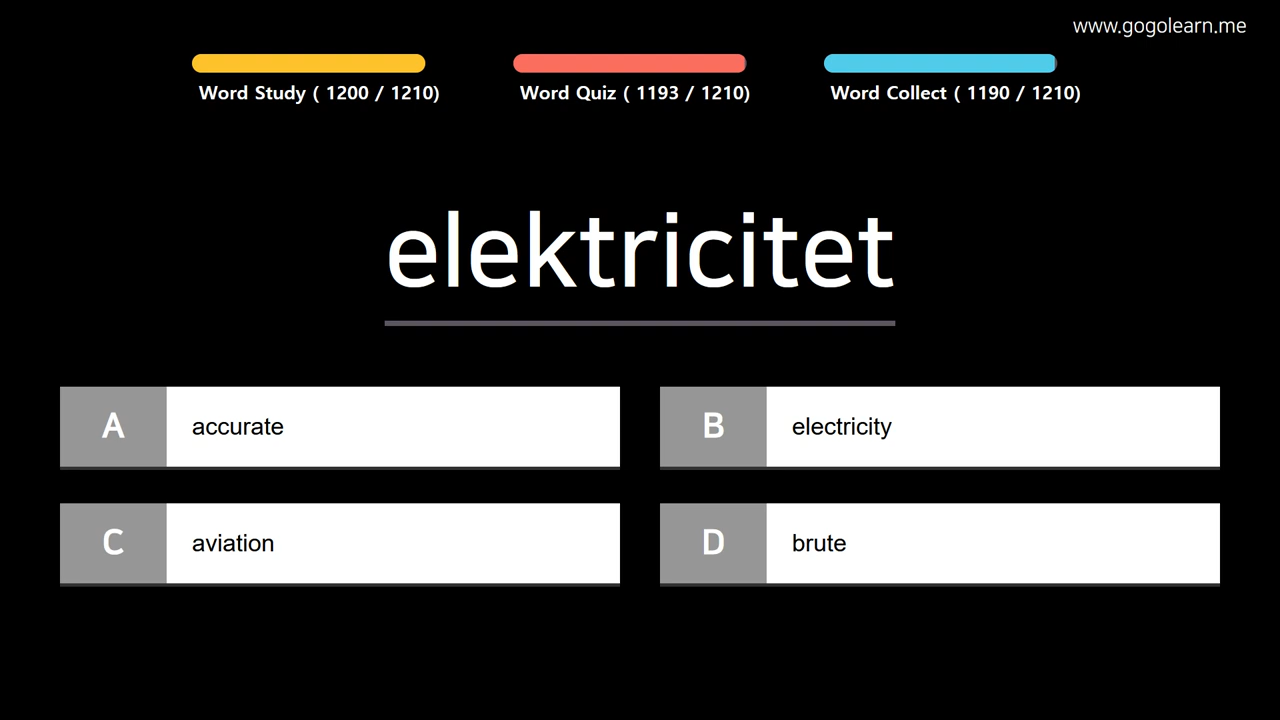 www.gogolearn.me
Word Study ( 1200 / 1210)
Word Quiz ( 1193 / 1210)
Word Collect ( 1190 / 1210)
elektricitet
A accurate
B electricity
C aviation
D brute